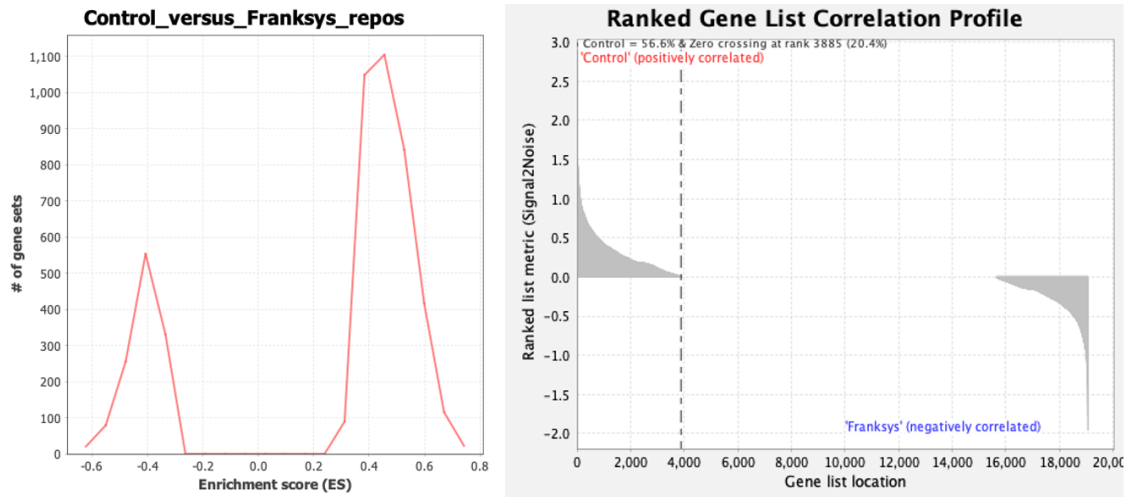 Control_versus_Franksys_repos
1,100
1,000
900
800
700
600
500
400
300
200
100
0
# of gene sets
-0.6 -0.4 -0.2 0.0 0.2 0.4 0.6 0.8
Enrichment score (ES)
Ranked Gene List Correlation Profile
Control = 56.6% & Zero crossing at rank 3885 (20.4%)
'Control' (positively correlated)
3.0
2.5
2.0
1.5
1.0
0.5
0.0
-0.5
-1.0
-1.5
-2.0
Ranked list metric (Signal2Noise)
'Franksys' (negatively correlated)
0 2,000 4,000 6,000 8,000 10,000 12,000 14,000 16,000 18,000 20,0
Gene list location